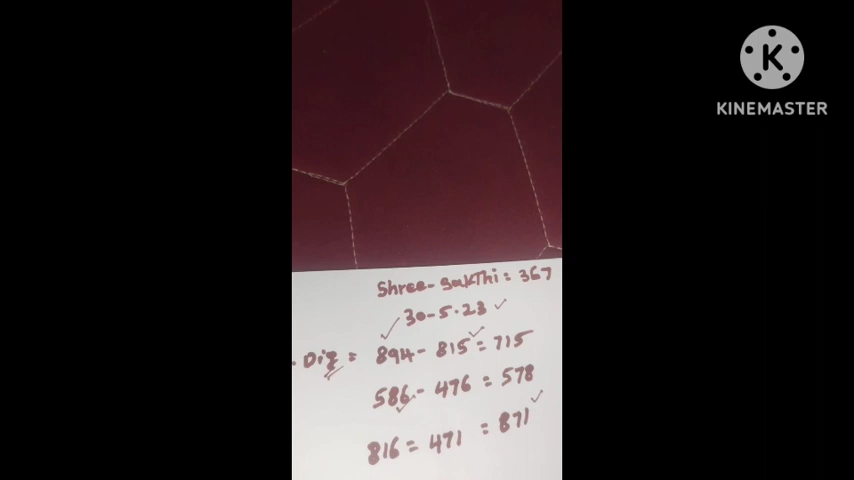 KINEMASTER
Shree-SakThi = 367
30-5-23
- Dig = 894 - 815 = 715
586 - 476 = 578
816 = 471 = 871